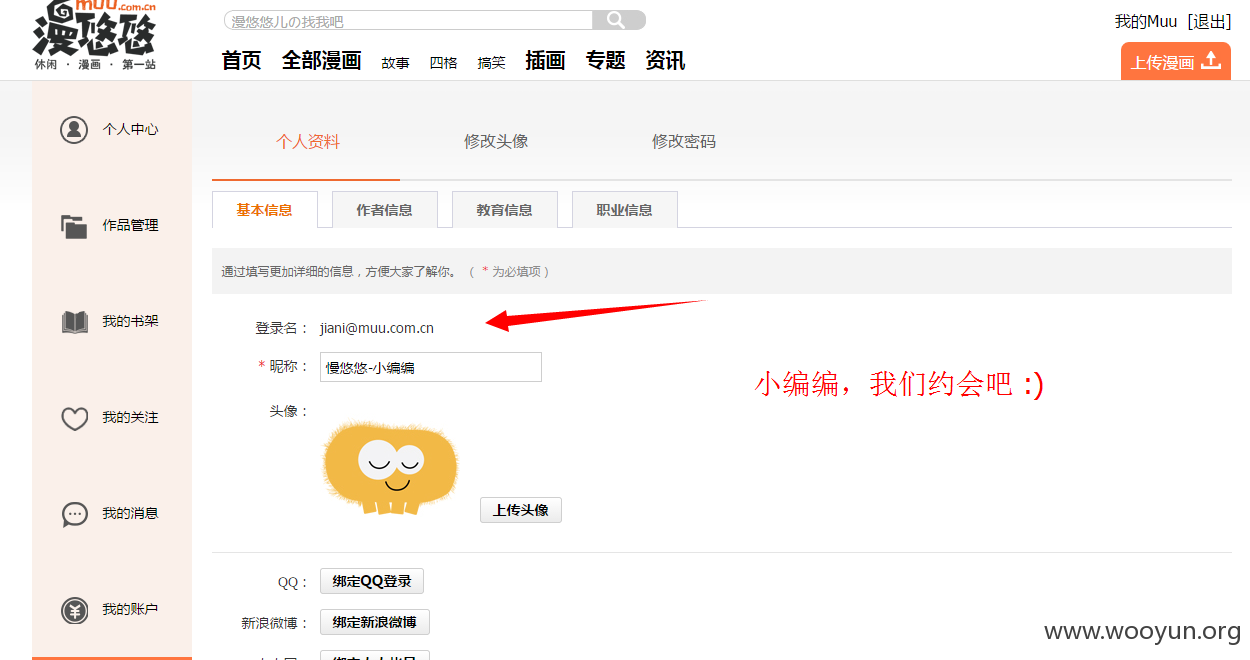 muu.com.cn
漫悠悠
休闲 · 漫画 · 第一站
漫悠悠儿の找我吧
我的Muu [退出]
首页 全部漫画 故事 四格 搞笑 插画 专题 资讯
上传漫画
个人中心
作品管理
我的书架
我的关注
我的消息
我的账户
个人资料 修改头像 修改密码
基本信息 作者信息 教育信息 职业信息
通过填写更加详细的信息，方便大家了解你。 （ * 为必填项 ）
登录名： jiani@muu.com.cn
* 昵称： 慢悠悠-小编编
小编编，我们约会吧 :)
头像：
上传头像
QQ： 绑定QQ登录
新浪微博： 绑定新浪微博
www.wooyun.org